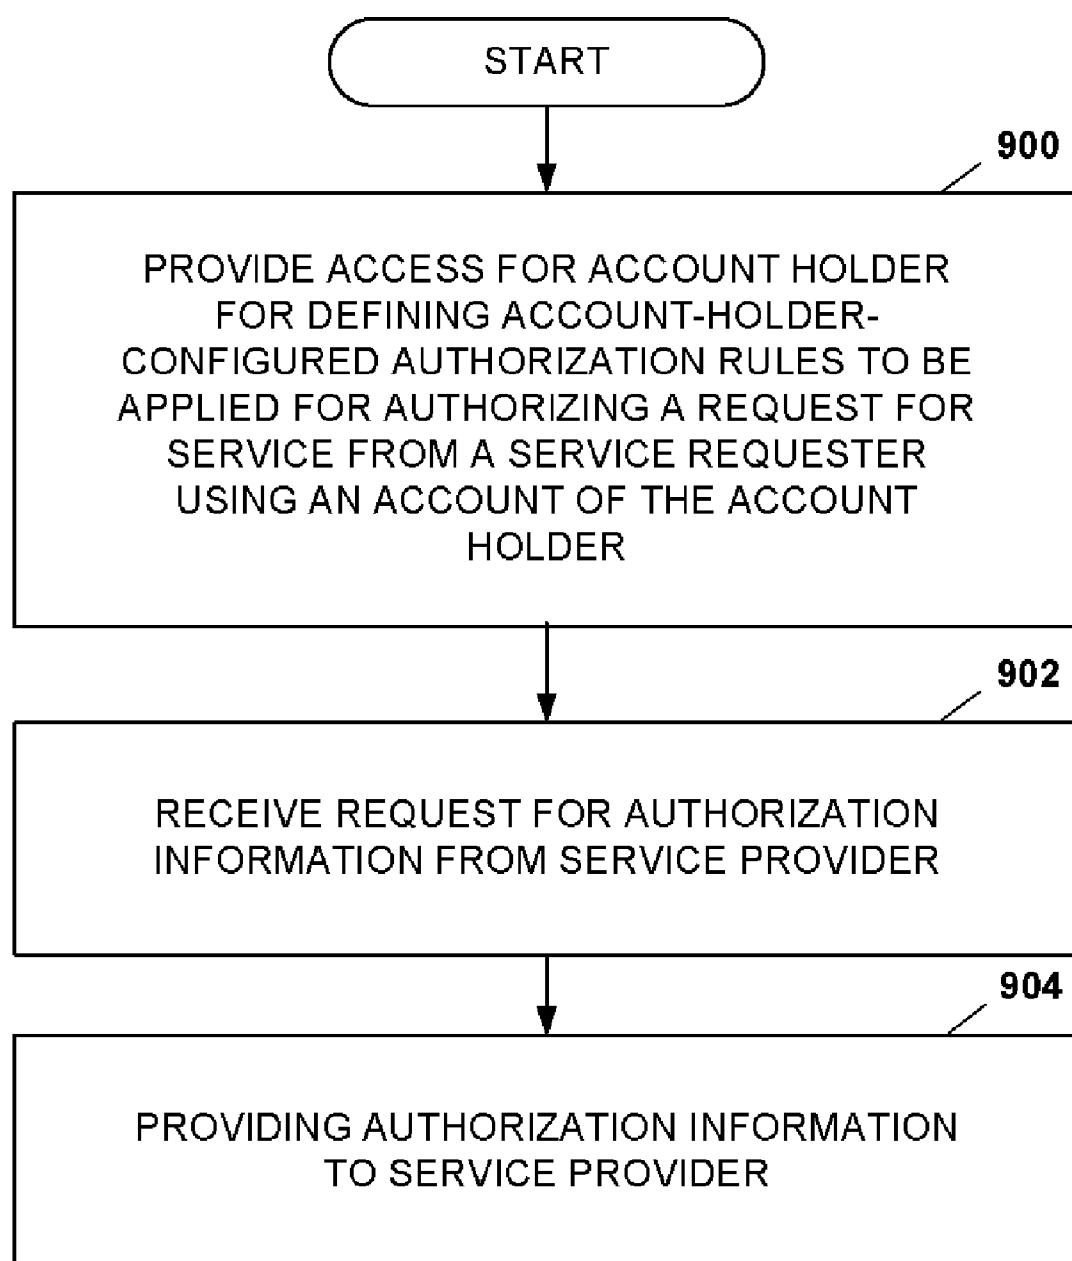 START
900
PROVIDE ACCESS FOR ACCOUNT HOLDER
FOR DEFINING ACCOUNT-HOLDER-
CONFIGURED AUTHORIZATION RULES TO BE
APPLIED FOR AUTHORIZING A REQUEST FOR
SERVICE FROM A SERVICE REQUESTER
USING AN ACCOUNT OF THE ACCOUNT
HOLDER
902
RECEIVE REQUEST FOR AUTHORIZATION
INFORMATION FROM SERVICE PROVIDER
904
PROVIDING AUTHORIZATION INFORMATION
TO SERVICE PROVIDER